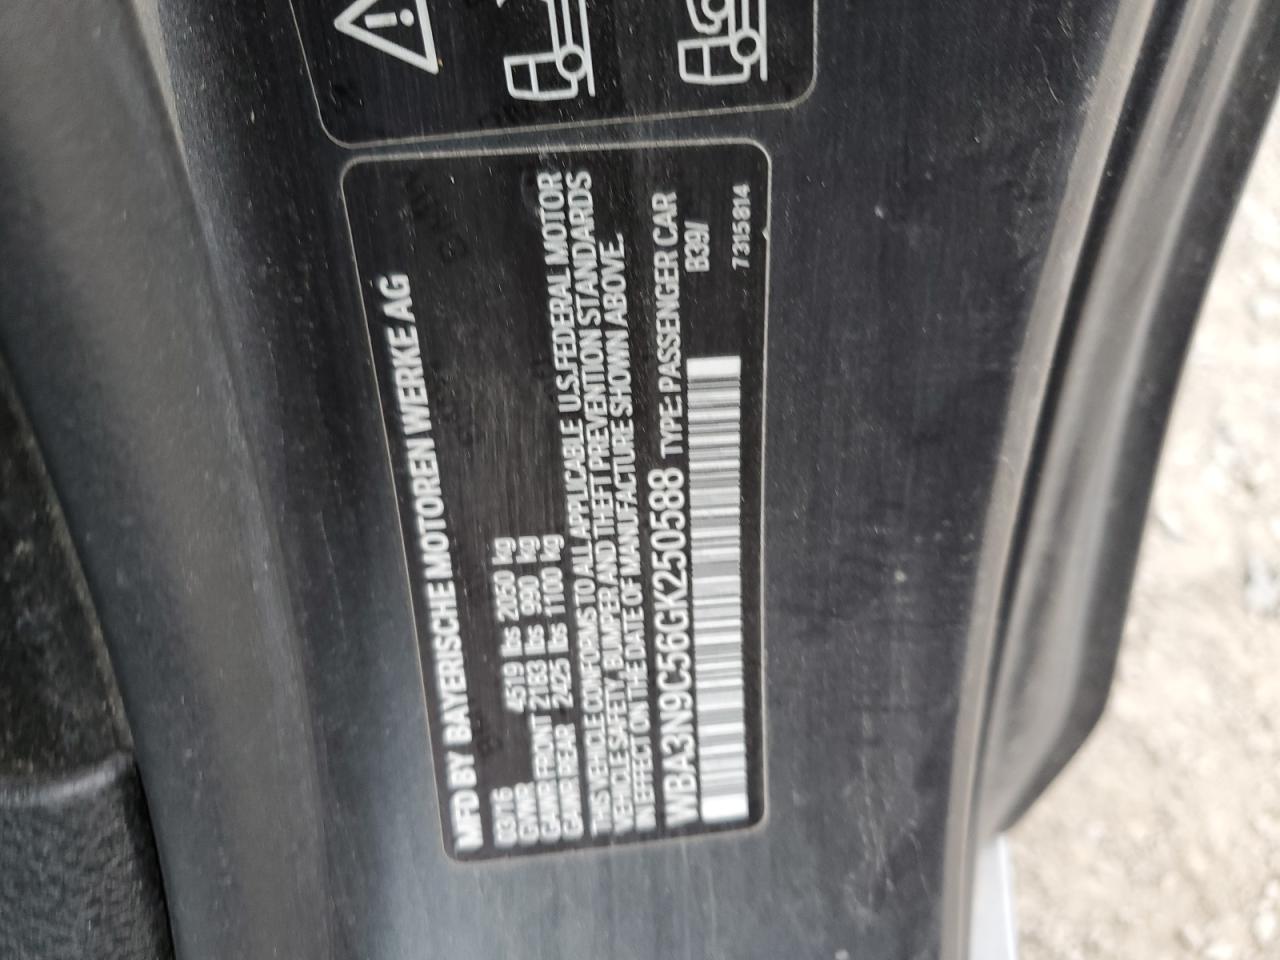 MFD BY BAYERISCHE MOTOREN WERKE AG
03/16
GVWR 4519 lbs 2050 kg
GAWR FRONT 2183 lbs 990 kg
GAWR REAR 2425 lbs 1100 kg
THIS VEHICLE CONFORMS TO ALL APPLICABLE U.S. FEDERAL MOTOR
VEHICLE SAFETY, BUMPER AND THEFT PREVENTION STANDARDS
IN EFFECT ON THE DATE OF MANUFACTURE SHOWN ABOVE.
WBA3N9C56GK250588 TYPE: PASSENGER CAR
B39/
7315814